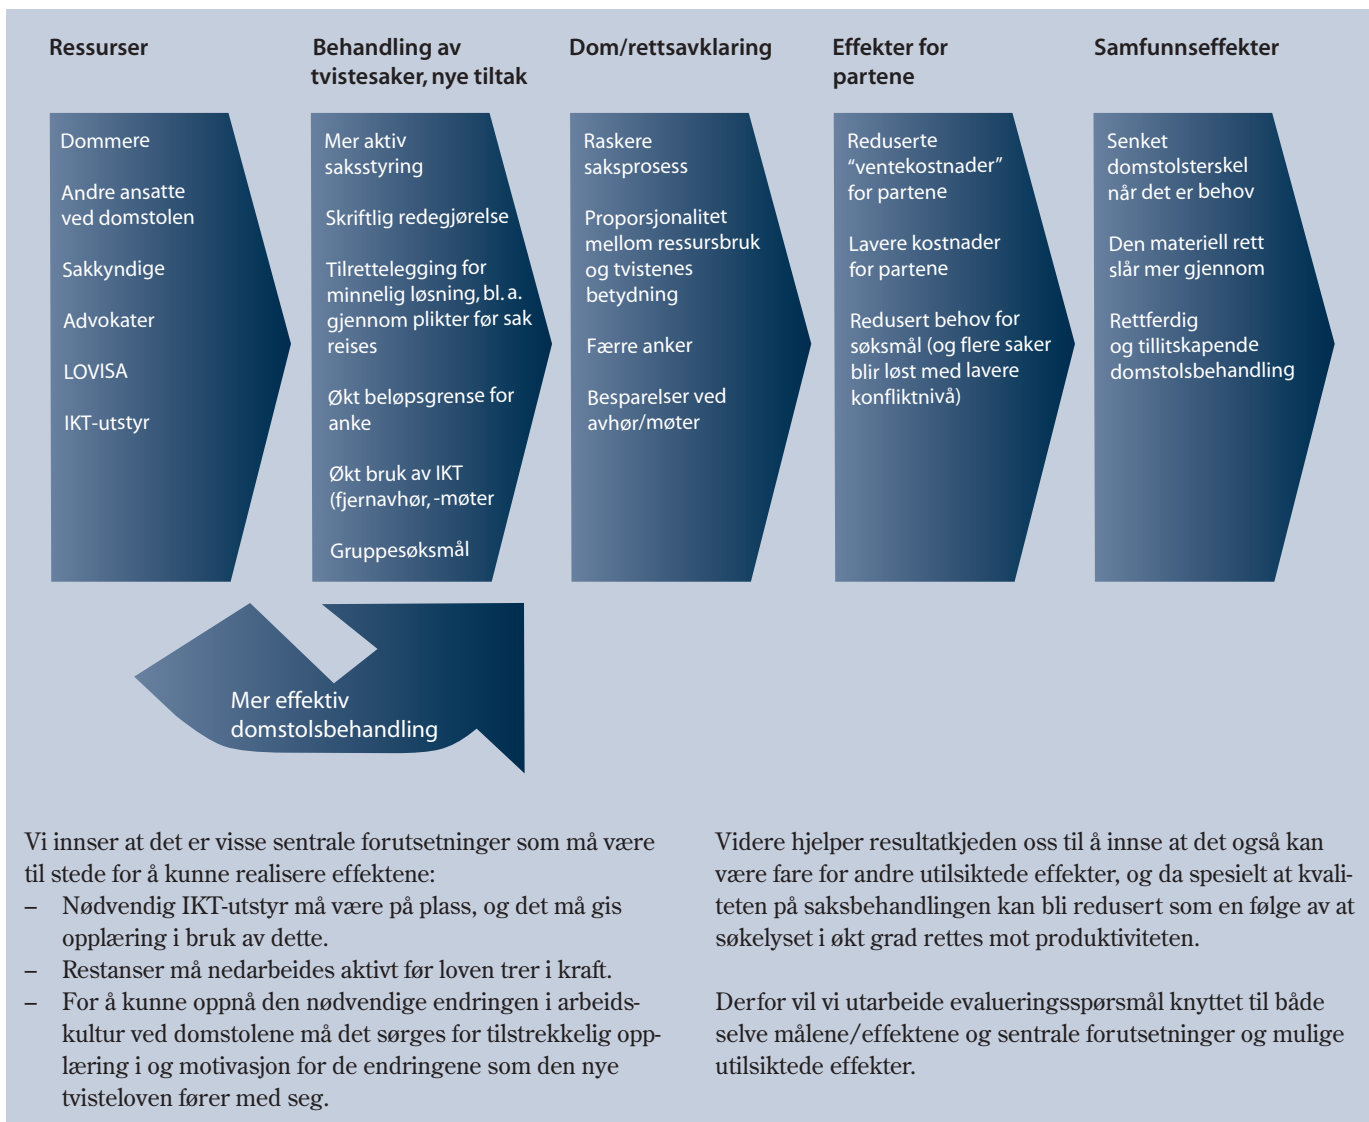 Ressurser
Behandling av
tvistesaker, nye tiltak
Dom/rettsavklaring
Effekter for
partene
Samfunnseffekter
Dommere
Andre ansatte
ved domstolen
Sakkyndige
Advokater
LOVISA
IKT-utstyr
Mer aktiv
saksstyring
Skriftlig redegjørelse
Tilrettelegging for
minnelig løsning, bl. a.
gjennom plikter før sak
reises
Økt beløpsgrense for
anke
Økt bruk av IKT
(fjernavhør, -møter
Gruppesøksmål
Raskere
saksprosess
Proporsjonalitet
mellom ressursbruk
og tvistenes
betydning
Færre anker
Besparelser ved
avhør/møter
Reduserte
“ventekostnader”
for partene
Lavere kostnader
for partene
Redusert behov for
søksmål (og flere saker
blir løst med lavere
konfliktnivå)
Senket
domstolsterskel
når det er behov
Den materiell rett
slår mer gjennom
Rettferdig
og tillitskapende
domstolsbehandling
Mer effektiv
domstolsbehandling
Vi innser at det er visse sentrale forutsetninger som må være
til stede for å kunne realisere effektene:
– Nødvendig IKT-utstyr må være på plass, og det må gis
opplæring i bruk av dette.
– Restanser må nedarbeides aktivt før loven trer i kraft.
– For å kunne oppnå den nødvendige endringen i arbeids-
kultur ved domstolene må det sørges for tilstrekkelig opp-
læring i og motivasjon for de endringene som den nye
tvisteloven fører med seg.
Videre hjelper resultatkjeden oss til å innse at det også kan
være fare for andre utilsiktede effekter, og da spesielt at kvali-
teten på saksbehandlingen kan bli redusert som en følge av at
søkelyset i økt grad rettes mot produktiviteten.
Derfor vil vi utarbeide evalueringsspørsmål knyttet til både
selve målene/effektene og sentrale forutsetninger og mulige
utilsiktede effekter.